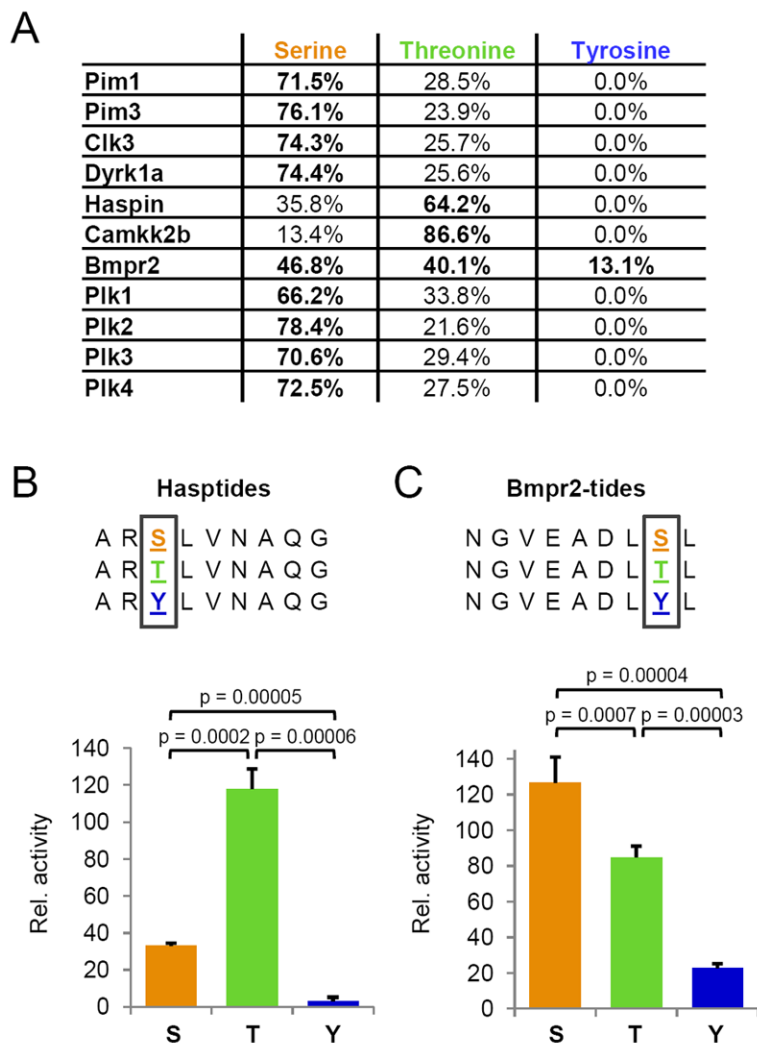 A
Serine Threonine Tyrosine
Pim1 71.5% 28.5% 0.0%
Pim3 76.1% 23.9% 0.0%
Clk3 74.3% 25.7% 0.0%
Dyrk1a 74.4% 25.6% 0.0%
Haspin 35.8% 64.2% 0.0%
Camkk2b 13.4% 86.6% 0.0%
Bmpr2 46.8% 40.1% 13.1%
Plk1 66.2% 33.8% 0.0%
Plk2 78.4% 21.6% 0.0%
Plk3 70.6% 29.4% 0.0%
Plk4 72.5% 27.5% 0.0%
B Hasptides
A R S L V N A Q G
A R T L V N A Q G
A R Y L V N A Q G
p = 0.00005
p = 0.0002 p = 0.00006
Rel. activity
140
120
100
80
60
40
20
0
S T Y
C Bmpr2-tides
N G V E A D L S L
N G V E A D L T L
N G V E A D L Y L
p = 0.00004
p = 0.0007 p = 0.00003
Rel. activity
140
120
100
80
60
40
20
0
S T Y